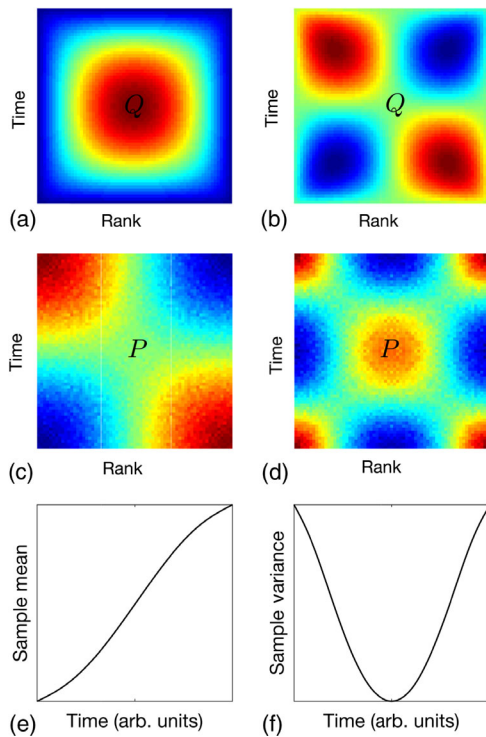 Time
Q
(a)
Rank
Time
Q
(b)
Rank
Time
P
(c)
Rank
Time
P
(d)
Rank
Sample mean
(e)
Time (arb. units)
Sample variance
(f)
Time (arb. units)